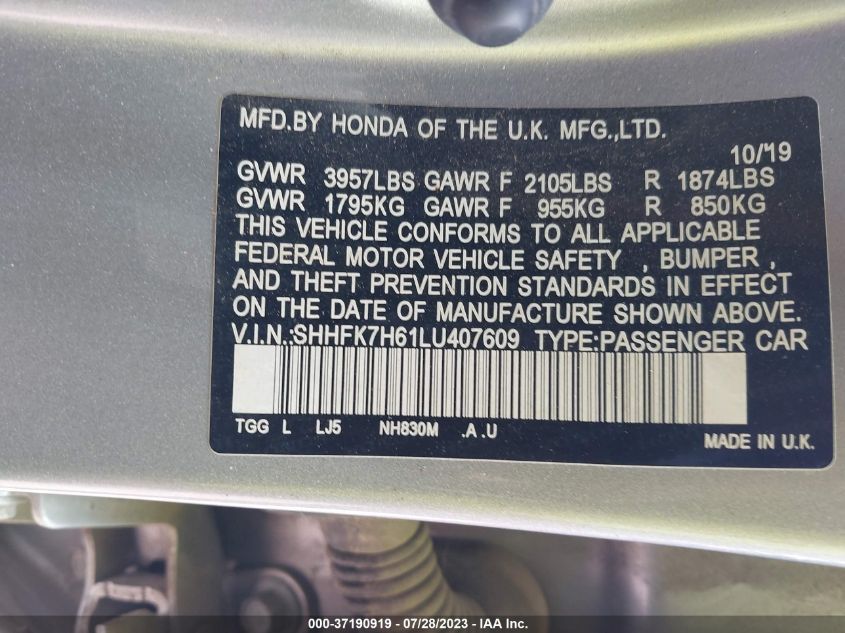 MFD.BY HONDA OF THE U.K. MFG.,LTD.
10/'19
GVWR 3957LBS GAWR F 2105LBS R 1874LBS
GVWR 1795KG GAWR F 955KG R 850KG
THIS VEHICLE CONFORMS TO ALL APPLICABLE
FEDERAL MOTOR VEHICLE SAFETY , BUMPER ,
AND THEFT PREVENTION STANDARDS IN EFFECT
ON THE DATE OF MANUFACTURE SHOWN ABOVE.
V.I.N.:SHHFK7H61LU407609 TYPE:PASSENGER CAR
TGG L LJ5 NH830M .A .U
MADE IN U.K.
000-37190919 / 07/28/2023 - IAA Inc.